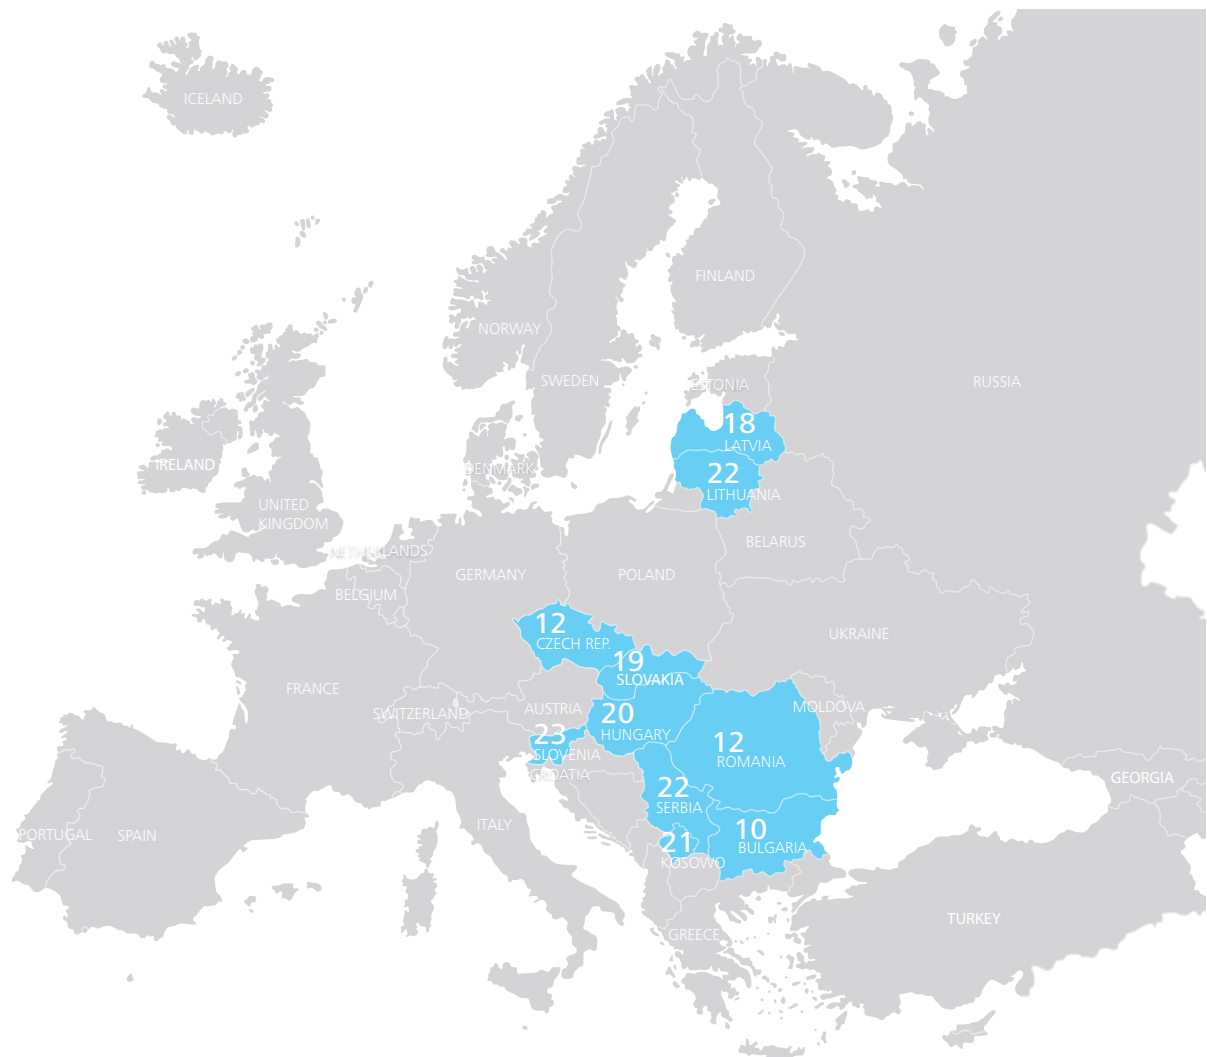 ICELAND
FINLAND
NORWAY
SWEDEN
RUSSIA
ESTONIA
18
LATVIA
22
LITHUANIA
IRELAND
DENMARK
UNITED
KINGDOM
BELARUS
NETHERLANDS
GERMANY
POLAND
BELGIUM
12
CZECH REP.
UKRAINE
19
SLOVAKIA
FRANCE
AUSTRIA
MOLDOVA
SWITZERLAND
20
HUNGARY
23
SLOVENIA
12
ROMANIA
CROATIA
GEORGIA
22
SERBIA
PORTUGAL
SPAIN
ITALY
21
KOSOWO
10
BULGARIA
TURKEY
GREECE